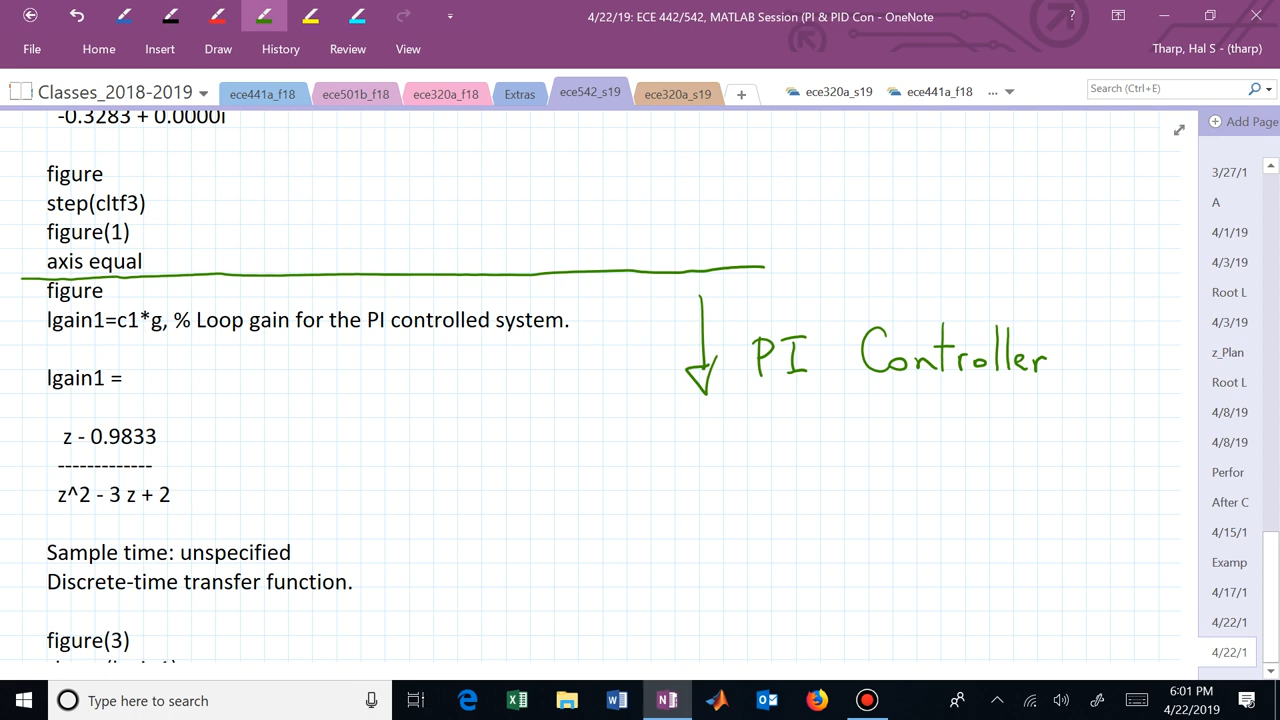 4/22/19: ECE 442/542, MATLAB Session (PI & PID Con - OneNote
?
File Home Insert Draw History Review View
Tharp, Hal S - (tharp)
Classes_2018-2019 ece441a_f18 ece501b_f18 ece320a_f18 Extras ece542_s19 ece320a_s19 + ece320a_s19 ece441a_f18 ...
Search (Ctrl+E)
Add Page
-0.3283 + 0.0000i
figure
step(cltf3)
figure(1)
axis equal
figure
lgain1=c1*g, % Loop gain for the PI controlled system.
PI Controller
lgain1 =
z - 0.9833
-------------
z^2 - 3 z + 2
Sample time: unspecified
Discrete-time transfer function.
figure(3)
3/27/1
A
4/1/19
4/3/19
Root L
4/3/19
z_Plan
Root L
4/8/19
4/8/19
Perfor
After C
4/15/1
Examp
4/17/1
4/22/1
4/22/1
Type here to search
6:01 PM
4/22/2019